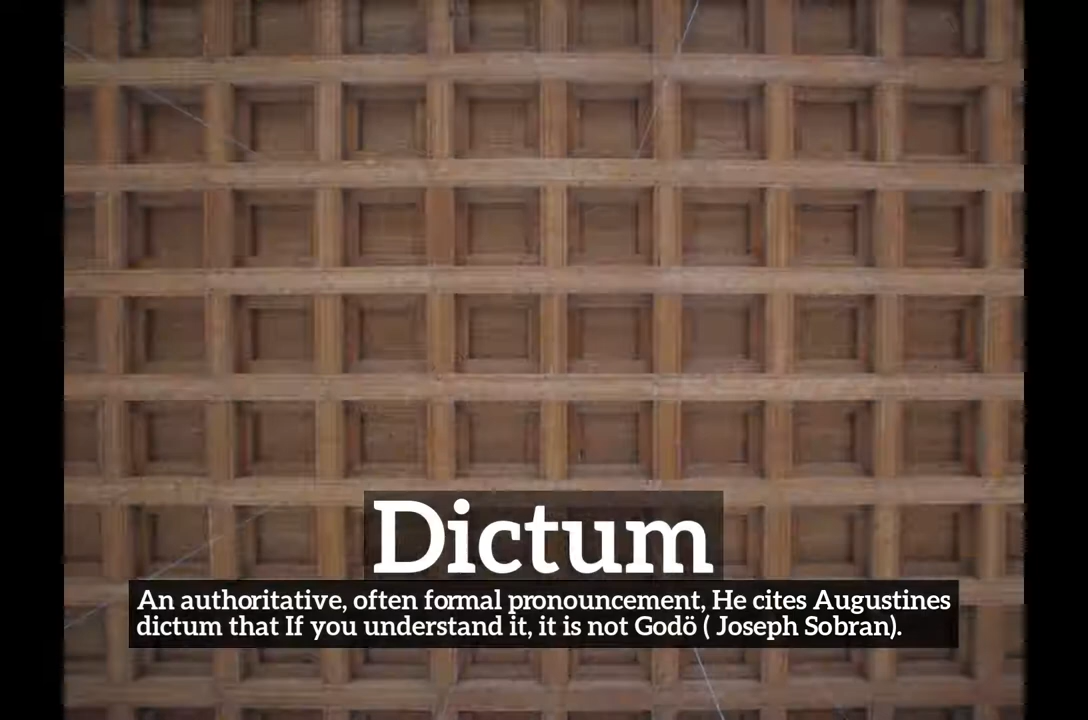 Dictum
An authoritative, often formal pronouncement, He cites Augustines
dictum that If you understand it, it is not Godö ( Joseph Sobran).